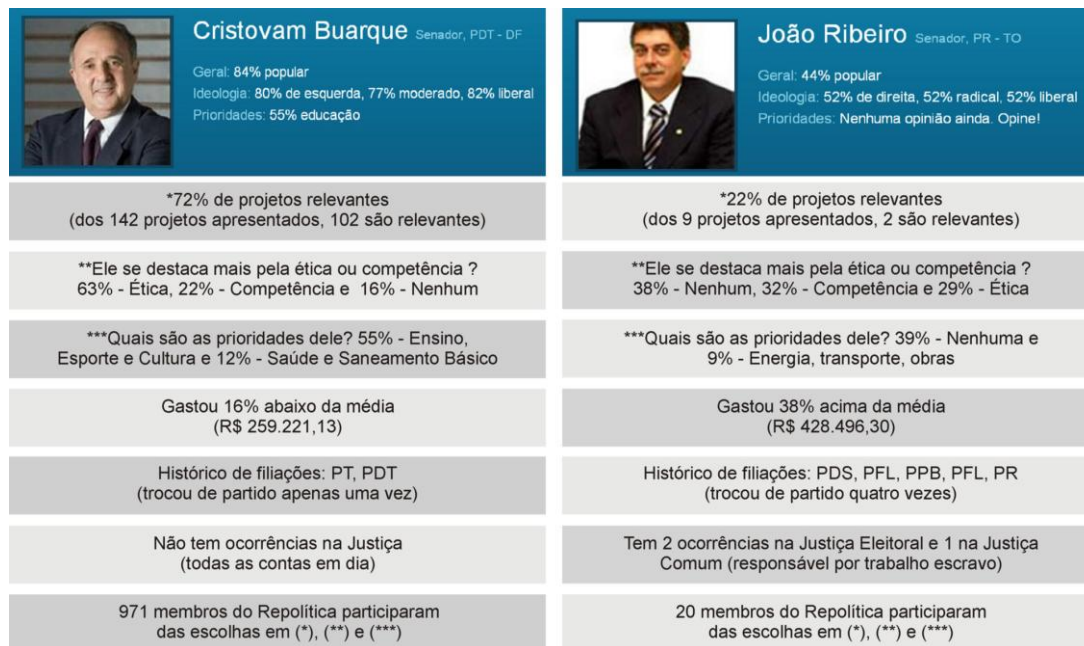 Cristovam Buarque Senador, PDT - DF
Geral: 84% popular
Ideologia: 80% de esquerda, 77% moderado, 82% liberal
Prioridades: 55% educação
*72% de projetos relevantes
(dos 142 projetos apresentados, 102 são relevantes)
**Ele se destaca mais pela ética ou competência ?
63% - Ética, 22% - Competência e 16% - Nenhum
***Quais são as prioridades dele? 55% - Ensino,
Esporte e Cultura e 12% - Saúde e Saneamento Básico
Gastou 16% abaixo da média
(R$ 259.221,13)
Histórico de filiações: PT, PDT
(trocou de partido apenas uma vez)
Não tem ocorrências na Justiça
(todas as contas em dia)
971 membros do Repolítica participaram
das escolhas em (*), (**) e (***)
João Ribeiro Senador, PR - TO
Geral: 44% popular
Ideologia: 52% de direita, 52% radical, 52% liberal
Prioridades: Nenhuma opinião ainda. Opine!
*22% de projetos relevantes
(dos 9 projetos apresentados, 2 são relevantes)
**Ele se destaca mais pela ética ou competência ?
38% - Nenhum, 32% - Competência e 29% - Ética
***Quais são as prioridades dele? 39% - Nenhuma e
9% - Energia, transporte, obras
Gastou 38% acima da média
(R$ 428.496,30)
Histórico de filiações: PDS, PFL, PPB, PFL, PR
(trocou de partido quatro vezes)
Tem 2 ocorrências na Justiça Eleitoral e 1 na Justiça
Comum (responsável por trabalho escravo)
20 membros do Repolítica participaram
das escolhas em (*), (**) e (***)